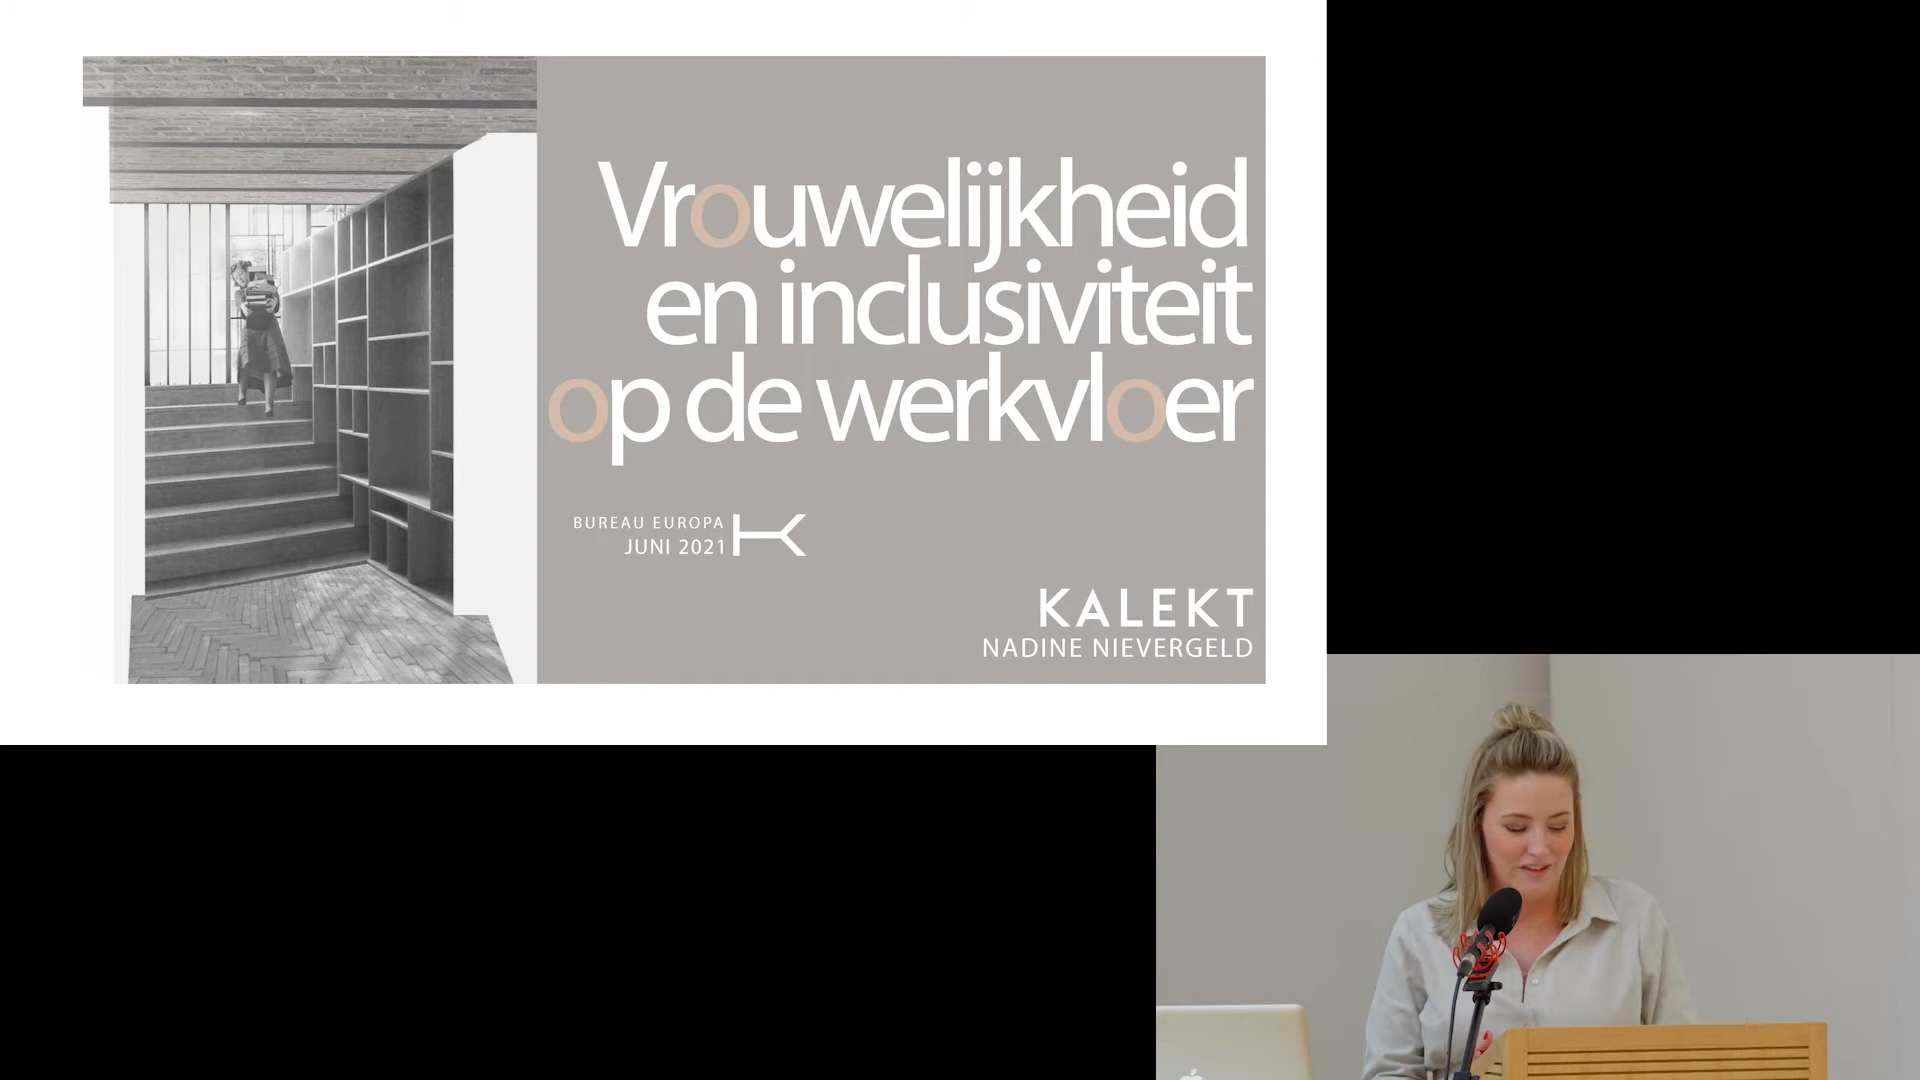 Vrouwelijkheid
en inclusiviteit
op de werkvloer
BUREAU EUROPA
JUNI 2021
KALEKT
NADINE NIEVERGELD